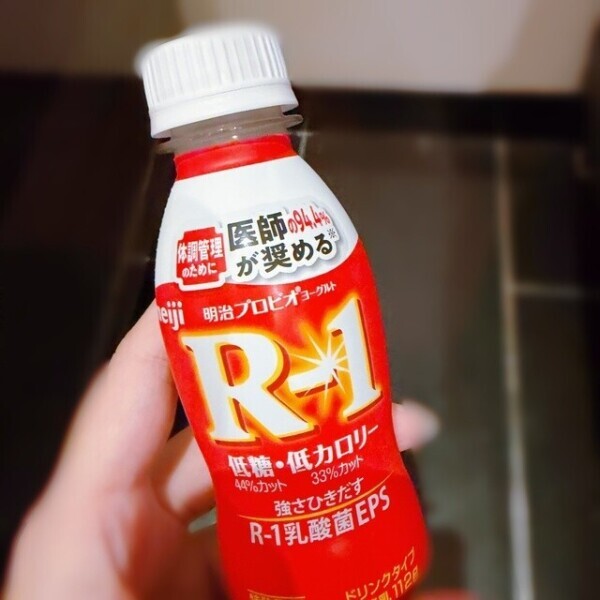 体調管理
のために
医師の94.4%
が奨める※
meiji
明治プロビオヨーグルト
R-1
低糖・低カロリー
44%カット 33%カット
強さひきだす
R-1乳酸菌EPS
ドリンクタイプ
112g